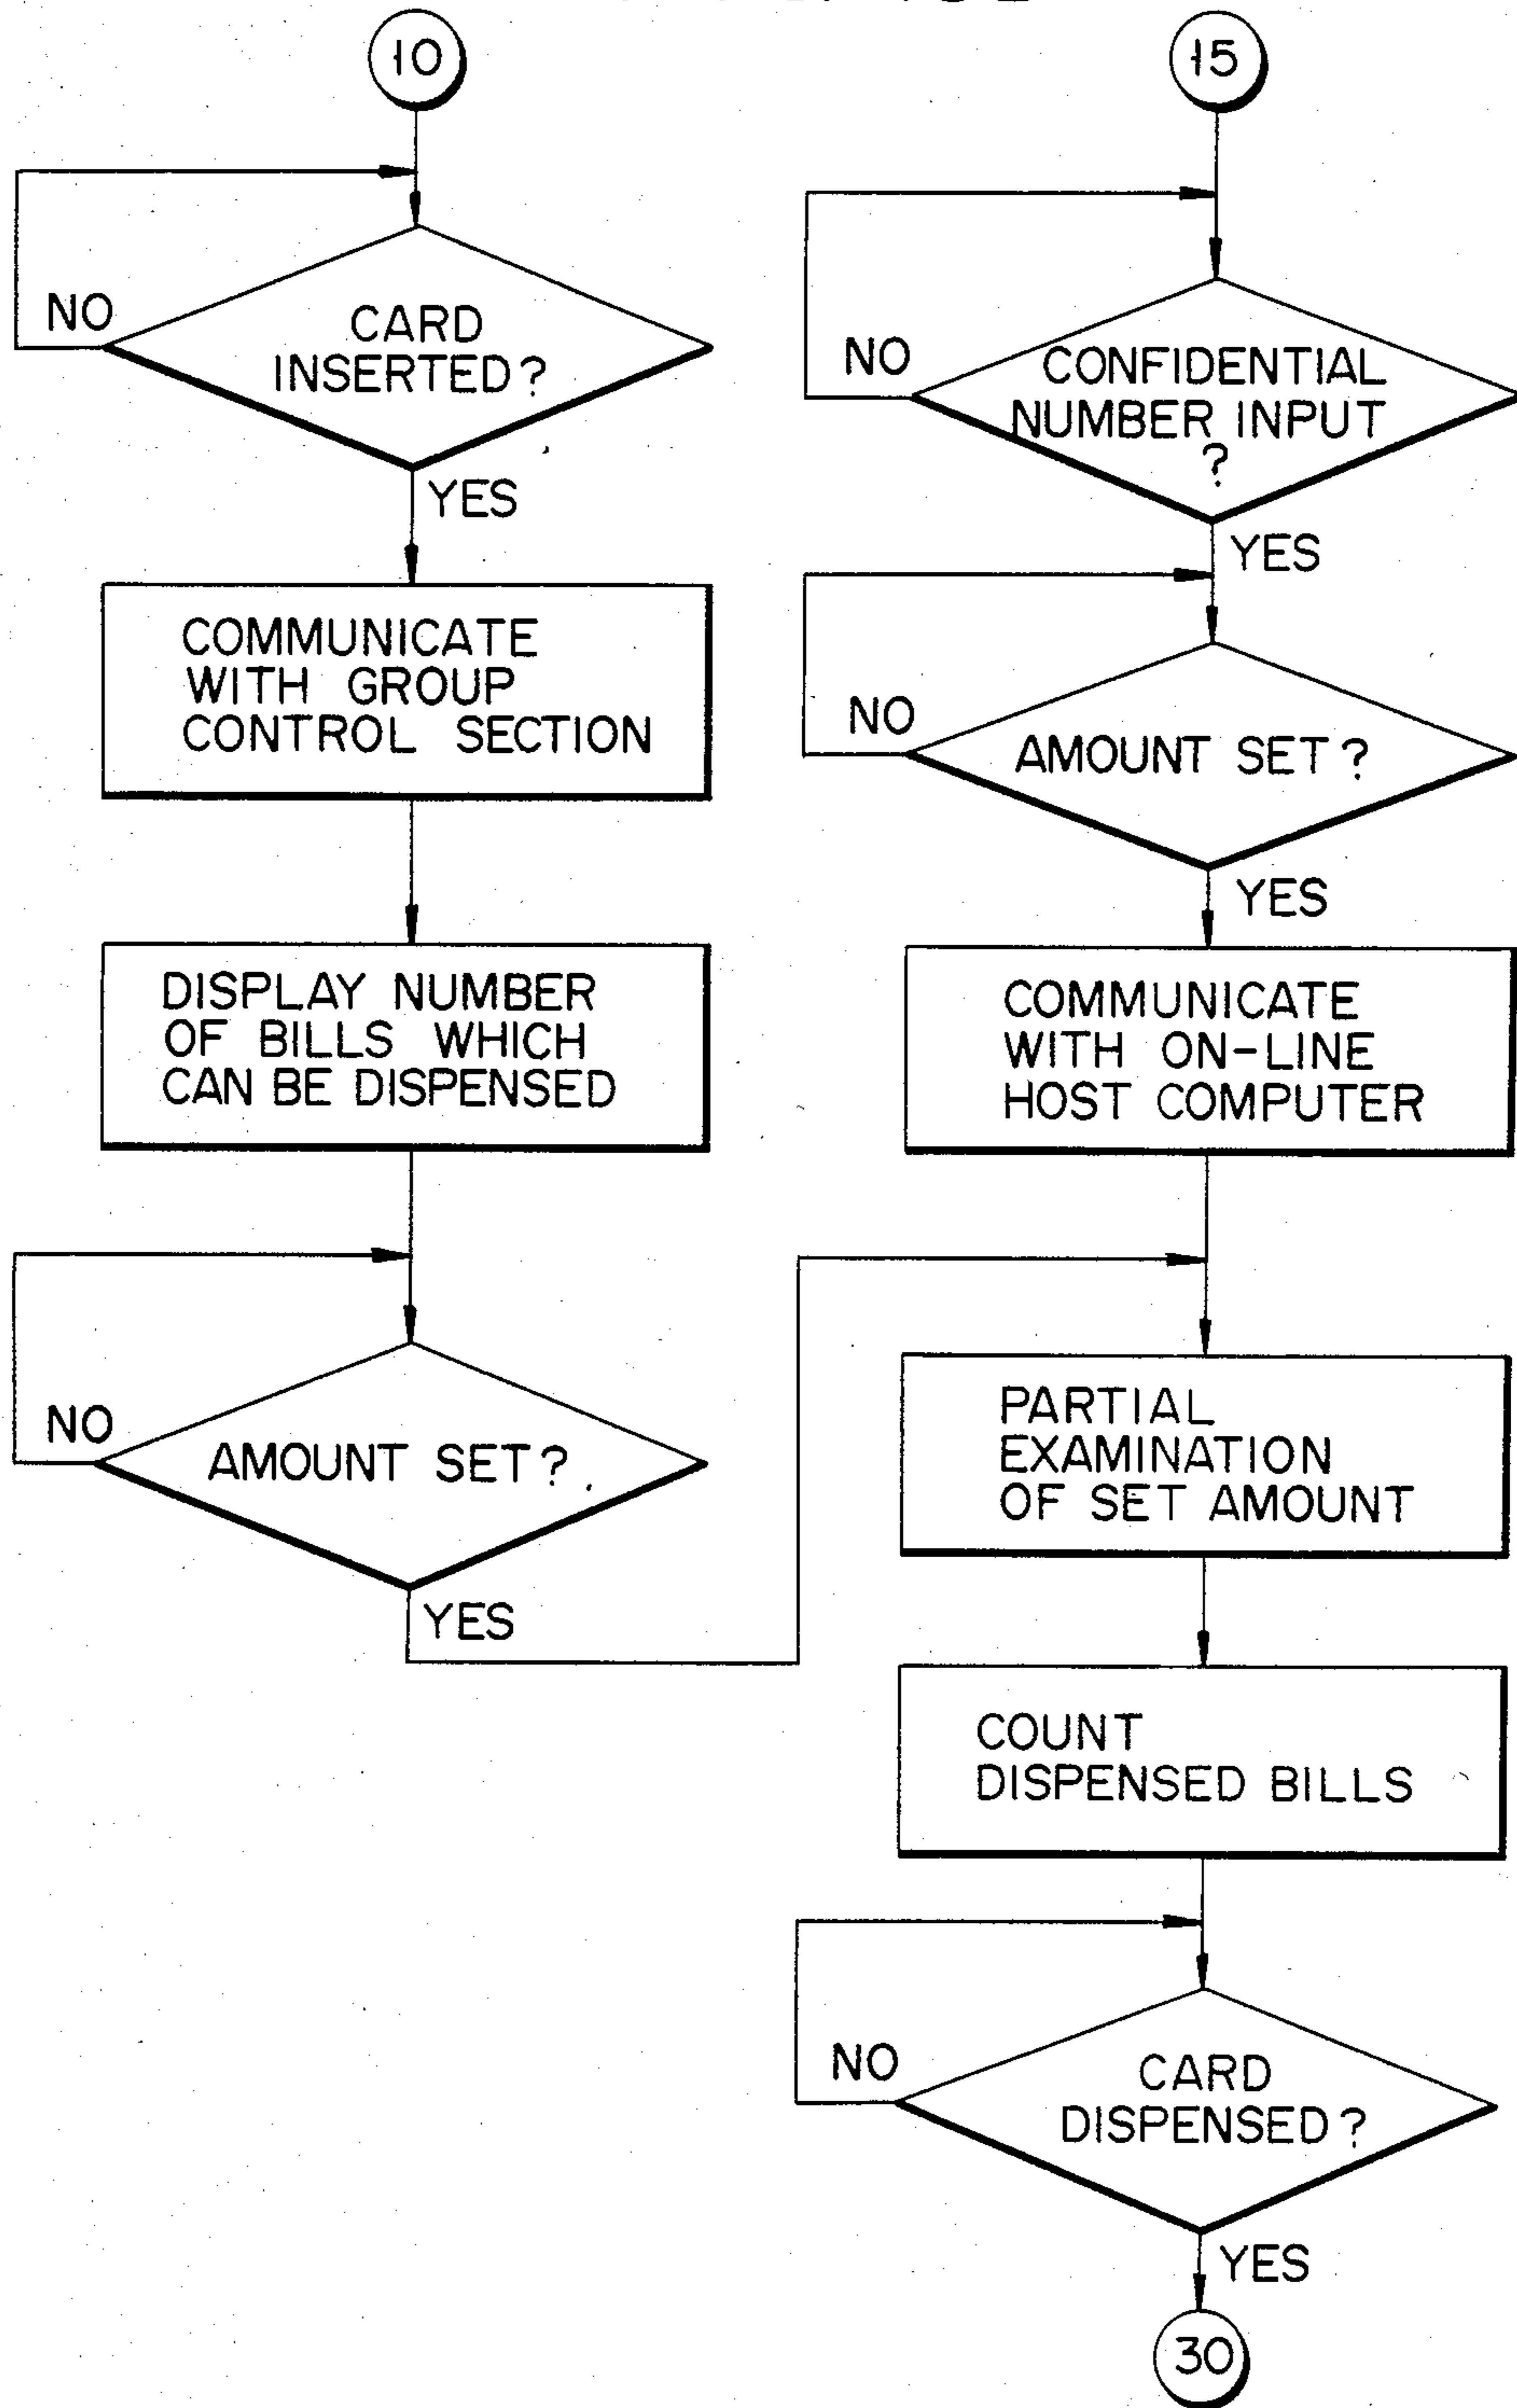 10
CARD
INSERTED?
NO
YES
COMMUNICATE
WITH GROUP
CONTROL SECTION
DISPLAY NUMBER
OF BILLS WHICH
CAN BE DISPENSED
NO
AMOUNT SET?
YES
15
NO
CONFIDENTIAL
NUMBER INPUT
?
YES
NO
AMOUNT SET?
YES
COMMUNICATE
WITH ON-LINE
HOST COMPUTER
PARTIAL
EXAMINATION
OF SET AMOUNT
COUNT
DISPENSED BILLS
NO
CARD
DISPENSED?
YES
30